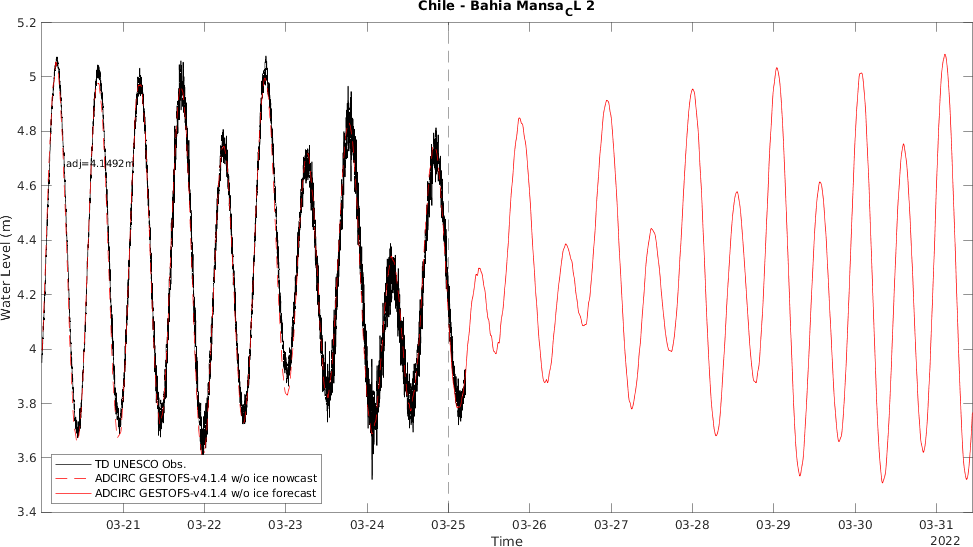 Chile - Bahia MansaCL 2
5.2
5
4.8
4.6
4.4
4.2
4
3.8
3.6
3.4
Water Level (m)
adj=4.1492m
TD UNESCO Obs.
ADCIRC GESTOFS-v4.1.4 w/o ice nowcast
ADCIRC GESTOFS-v4.1.4 w/o ice forecast
03-21 03-22 03-23 03-24 03-25 03-26 03-27 03-28 03-29 03-30 03-31
Time
2022